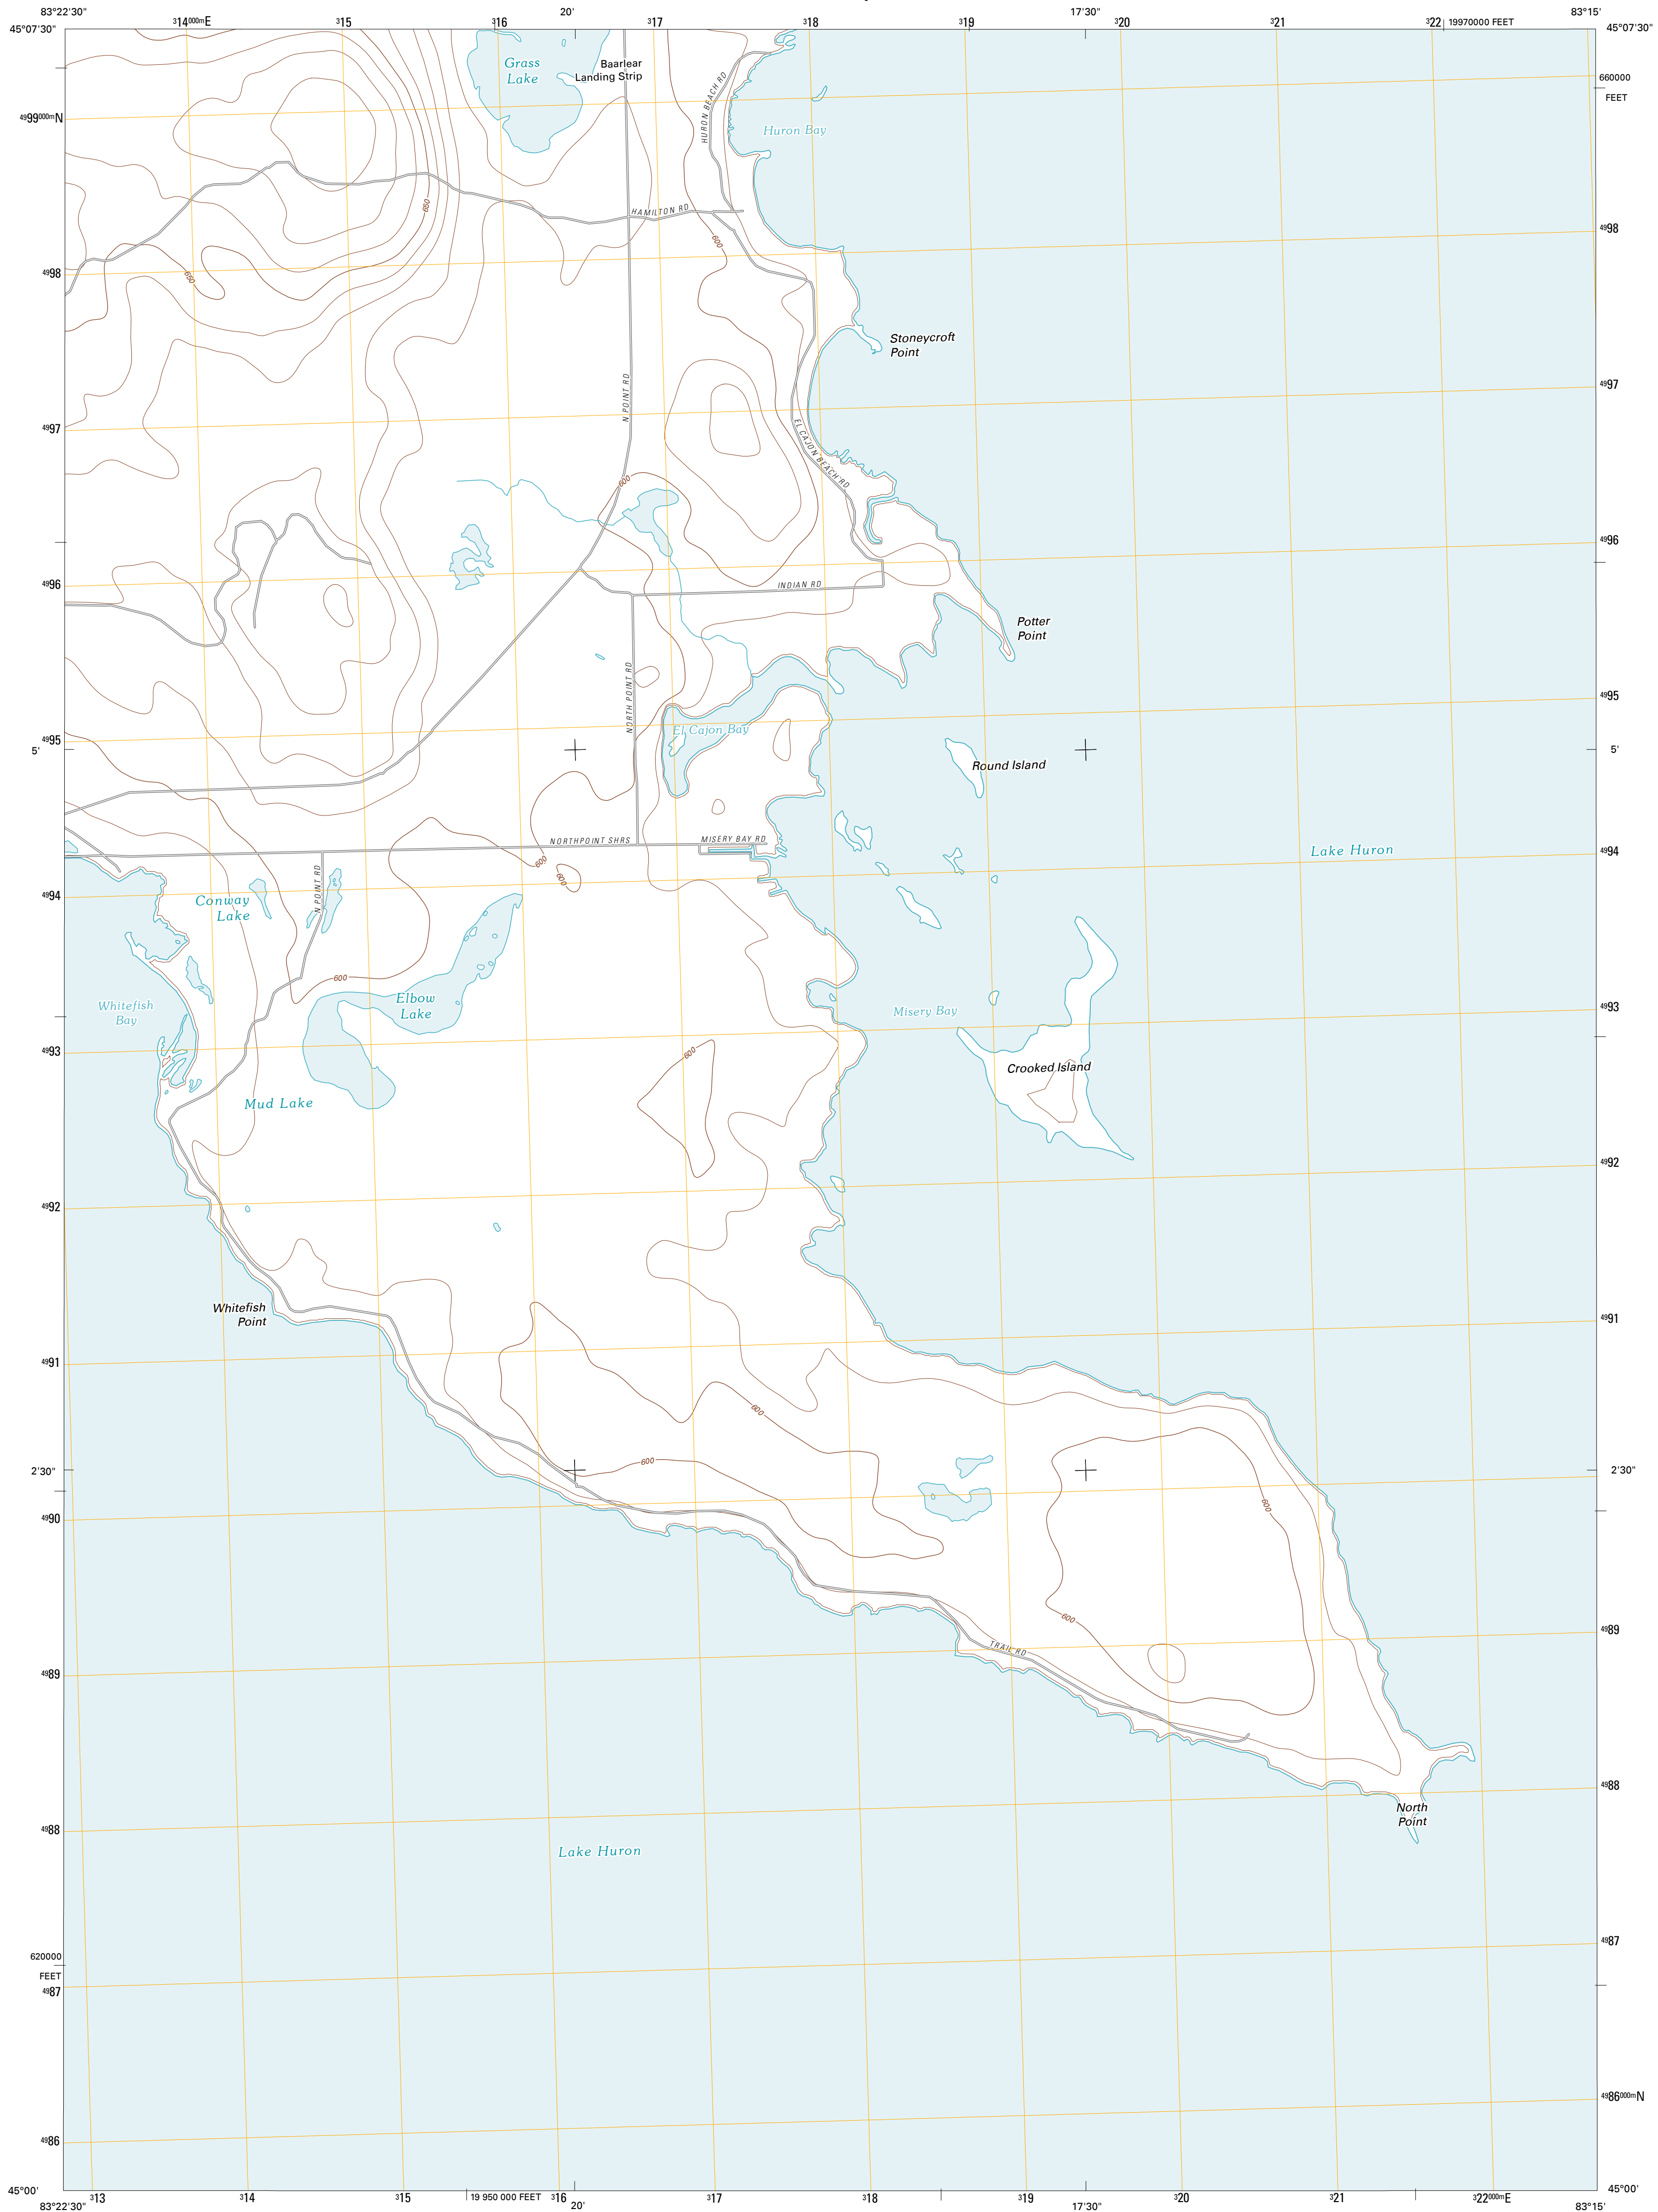 83°22'30"
20'
17'30"
83°15'
45°07'30"
314000mE
315
316
317
318
319
320
321
322
19970000 FEET
45°07'30"
Grass
Lake
Baarlear
Landing Strip
HURON BEACH RD
660000
FEET
4999000mN
Huron Bay
650
HAMILTON RD
600
4998
4998
650
Stoneycroft
Point
N POINT RD
4997
4997
EL CAJON BEACH RD
600
4996
4996
INDIAN RD
Potter
Point
NORTH POINT RD
4995
4995
El Cajon Bay
5'
5'
Round Island
NORTHPOINT SHRS
MISERY BAY RD
Lake Huron
4994
600
600
4994
N POINT RD
Conway
Lake
600
Elbow
Lake
Whitefish
Bay
Misery Bay
4993
4993
600
Crooked Island
Mud Lake
4992
4992
Whitefish
Point
4991
4991
600
600
2'30"
2'30"
600
4990
600
4989
TRAIL RD
4989
4988
North
Point
4988
Lake Huron
4987
620000
FEET
4987
4986000mN
4986
45°00'
45°00'
313
314
315
19 950 000 FEET
316
317
318
319
320
321
322000mE
83°22'30"
20'
17'30"
83°15'